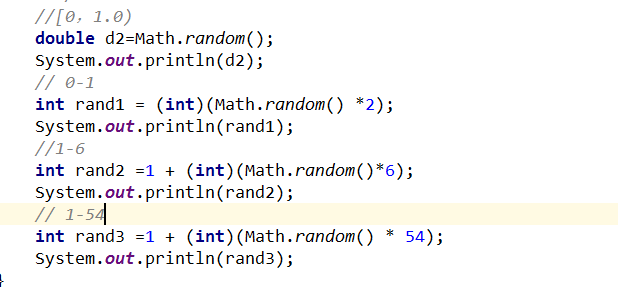 //[0，1.0)
double d2=Math.random();
System.out.println(d2);
// 0-1
int rand1 = (int)(Math.random() *2);
System.out.println(rand1);
//1-6
int rand2 =1 + (int)(Math.random()*6);
System.out.println(rand2);
// 1-54
int rand3 =1 + (int)(Math.random() * 54);
System.out.println(rand3);
}